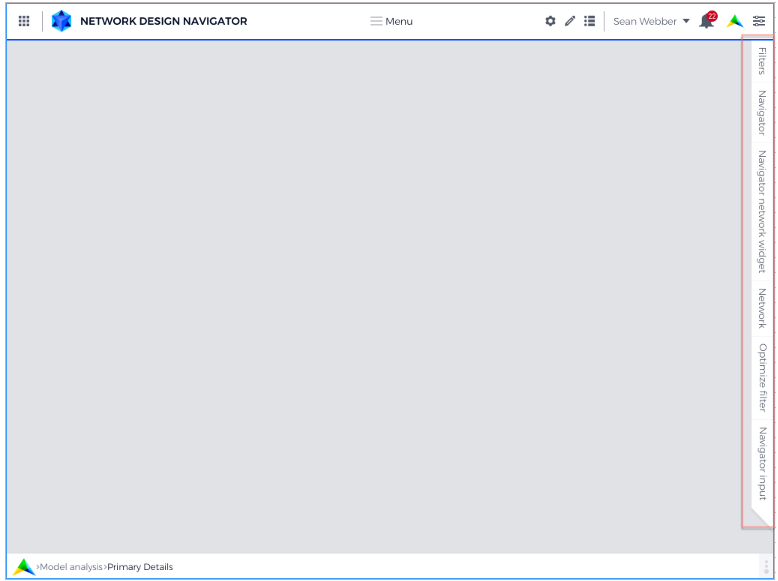 NETWORK DESIGN NAVIGATOR
Menu
Sean Webber
22
Filters
Navigator
Navigator network widget
Network
Optimize filter
Navigator input
›Model analysis›Primary Details